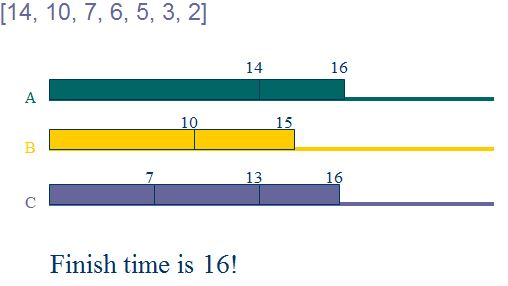 [14, 10, 7, 6, 5, 3, 2]
14 16
A
10 15
B
7 13 16
C
Finish time is 16!